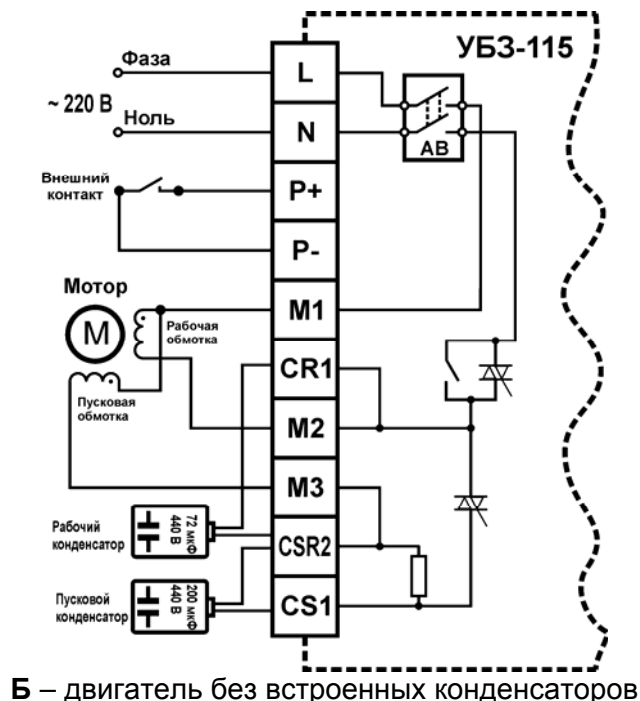 УБЗ-115
Фаза
~ 220 В
Ноль
L
N
АВ
Внешний
контакт
P+
P-
Мотор
М
Рабочая
обмотка
M1
CR1
Пусковая
обмотка
M2
M3
Рабочий
конденсатор
72 мкФ
440 В
CSR2
Пусковой
конденсатор
200 мкФ
440 В
CS1
Б – двигатель без встроенных конденсаторов